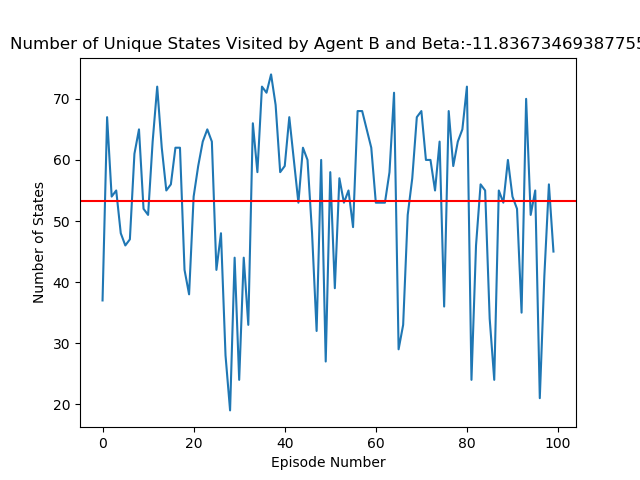 Number of Unique States Visited by Agent B and Beta:-11.83673469387755
Number of States
70
60
50
40
30
20
0 20 40 60 80 100
Episode Number